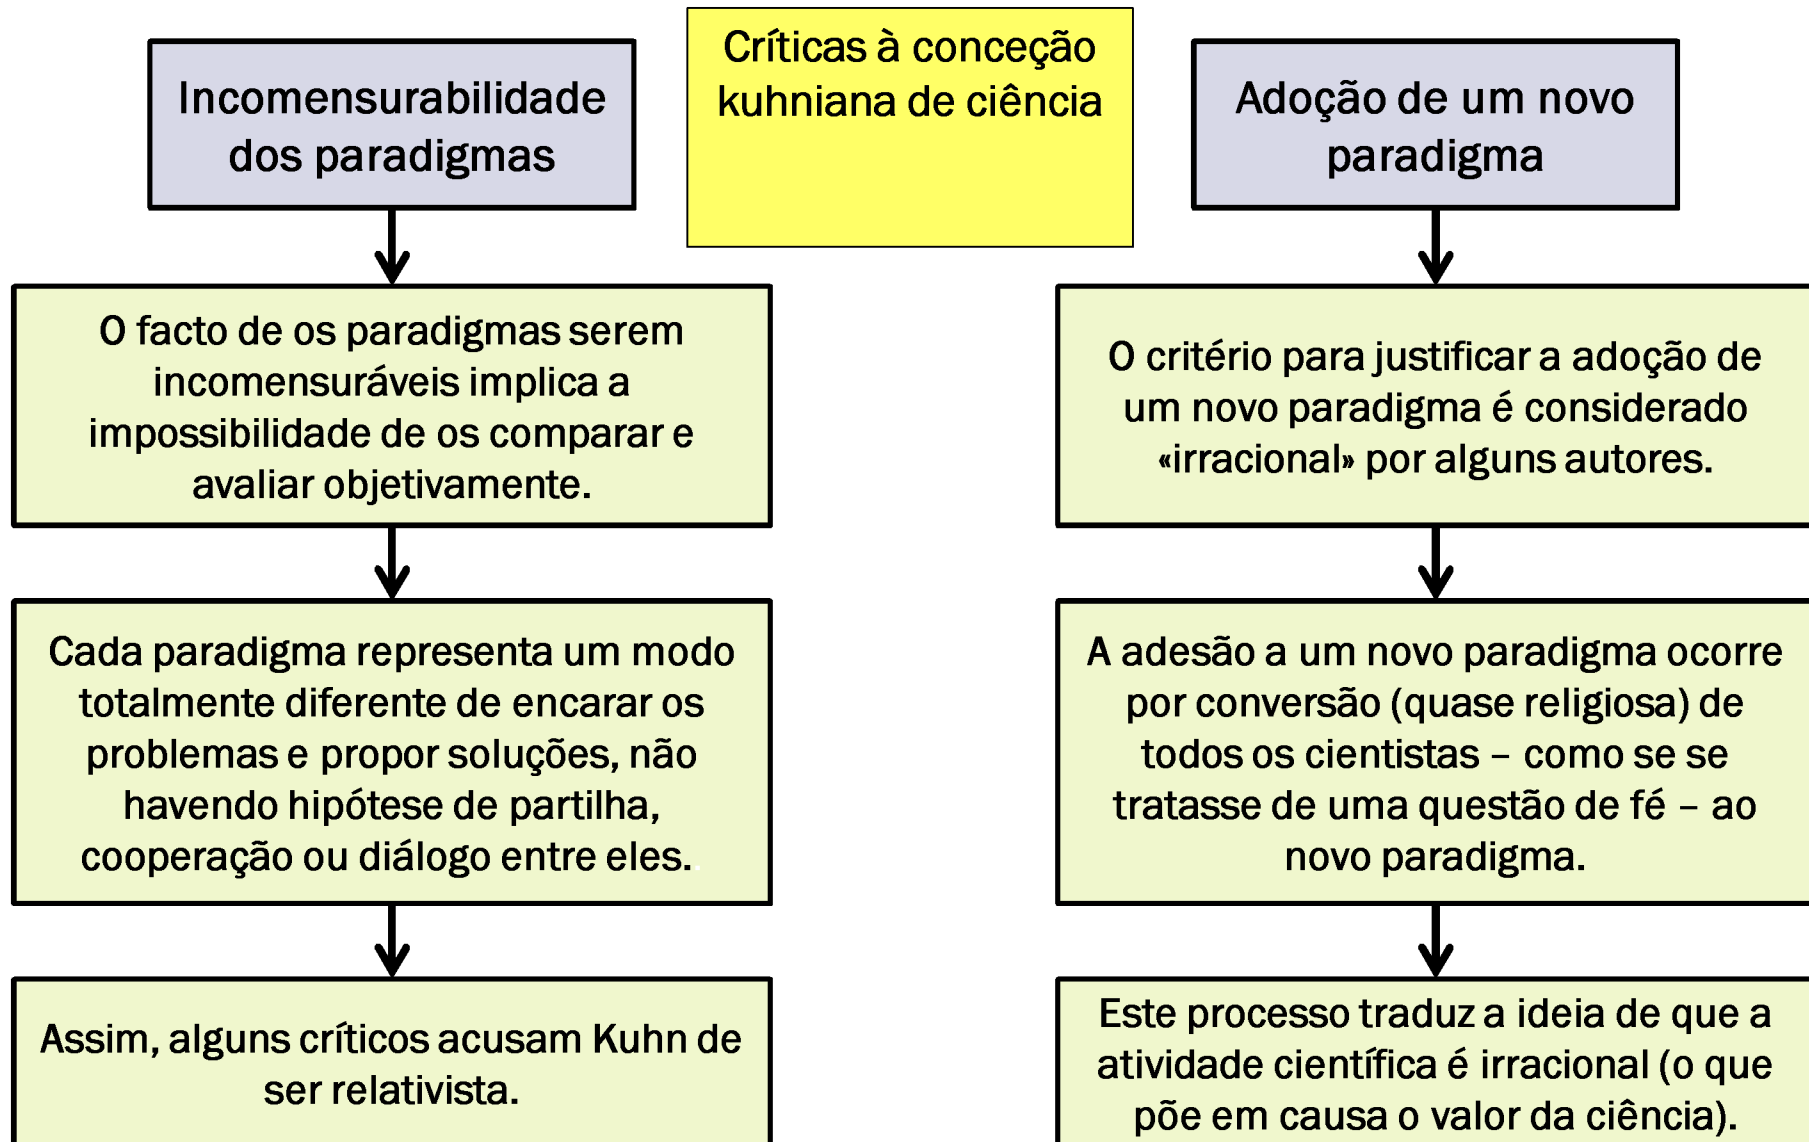 Críticas à conceção
kuhniana de ciência
Incomensurabilidade
dos paradigmas
O facto de os paradigmas serem
incomensuráveis implica a
impossibilidade de os comparar e
avaliar objetivamente.
Cada paradigma representa um modo
totalmente diferente de encarar os
problemas e propor soluções, não
havendo hipótese de partilha,
cooperação ou diálogo entre eles.
Assim, alguns críticos acusam Kuhn de
ser relativista.
Adoção de um novo
paradigma
O critério para justificar a adoção de
um novo paradigma é considerado
«irracional» por alguns autores.
A adesão a um novo paradigma ocorre
por conversão (quase religiosa) de
todos os cientistas – como se se
tratasse de uma questão de fé – ao
novo paradigma.
Este processo traduz a ideia de que a
atividade científica é irracional (o que
põe em causa o valor da ciência).